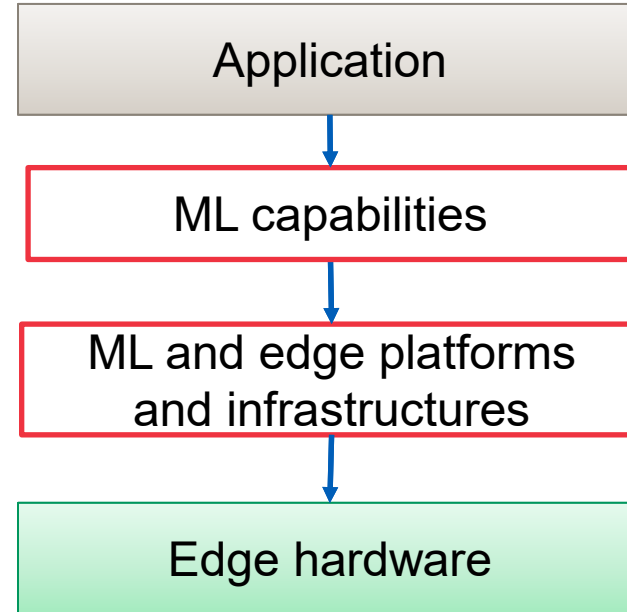 Application
ML capabilities
ML and edge platforms
and infrastructures
Edge hardware